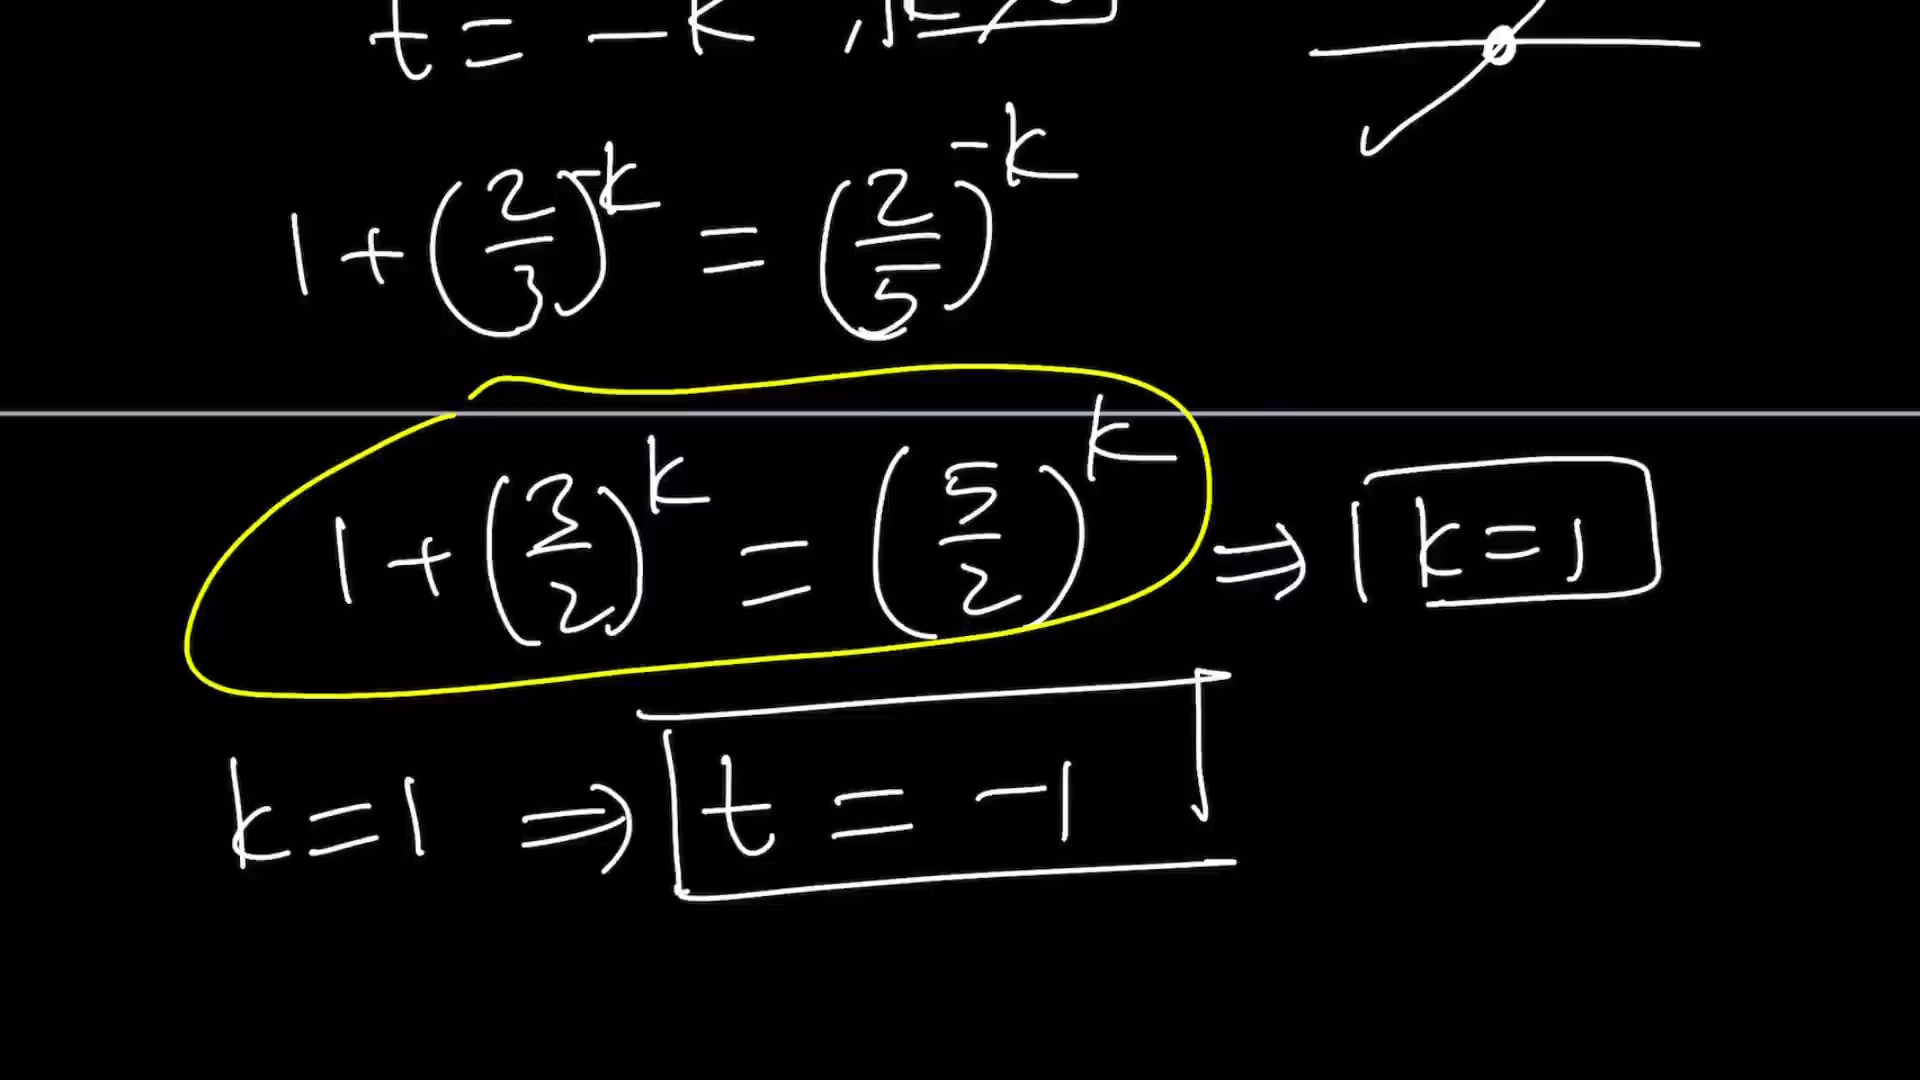 t = -k ,
1 + (2/3)^-k = (2/5)^-k
1 + (3/2)^k = (5/2)^k ⇒ k = 1
k = 1 ⇒ t = -1